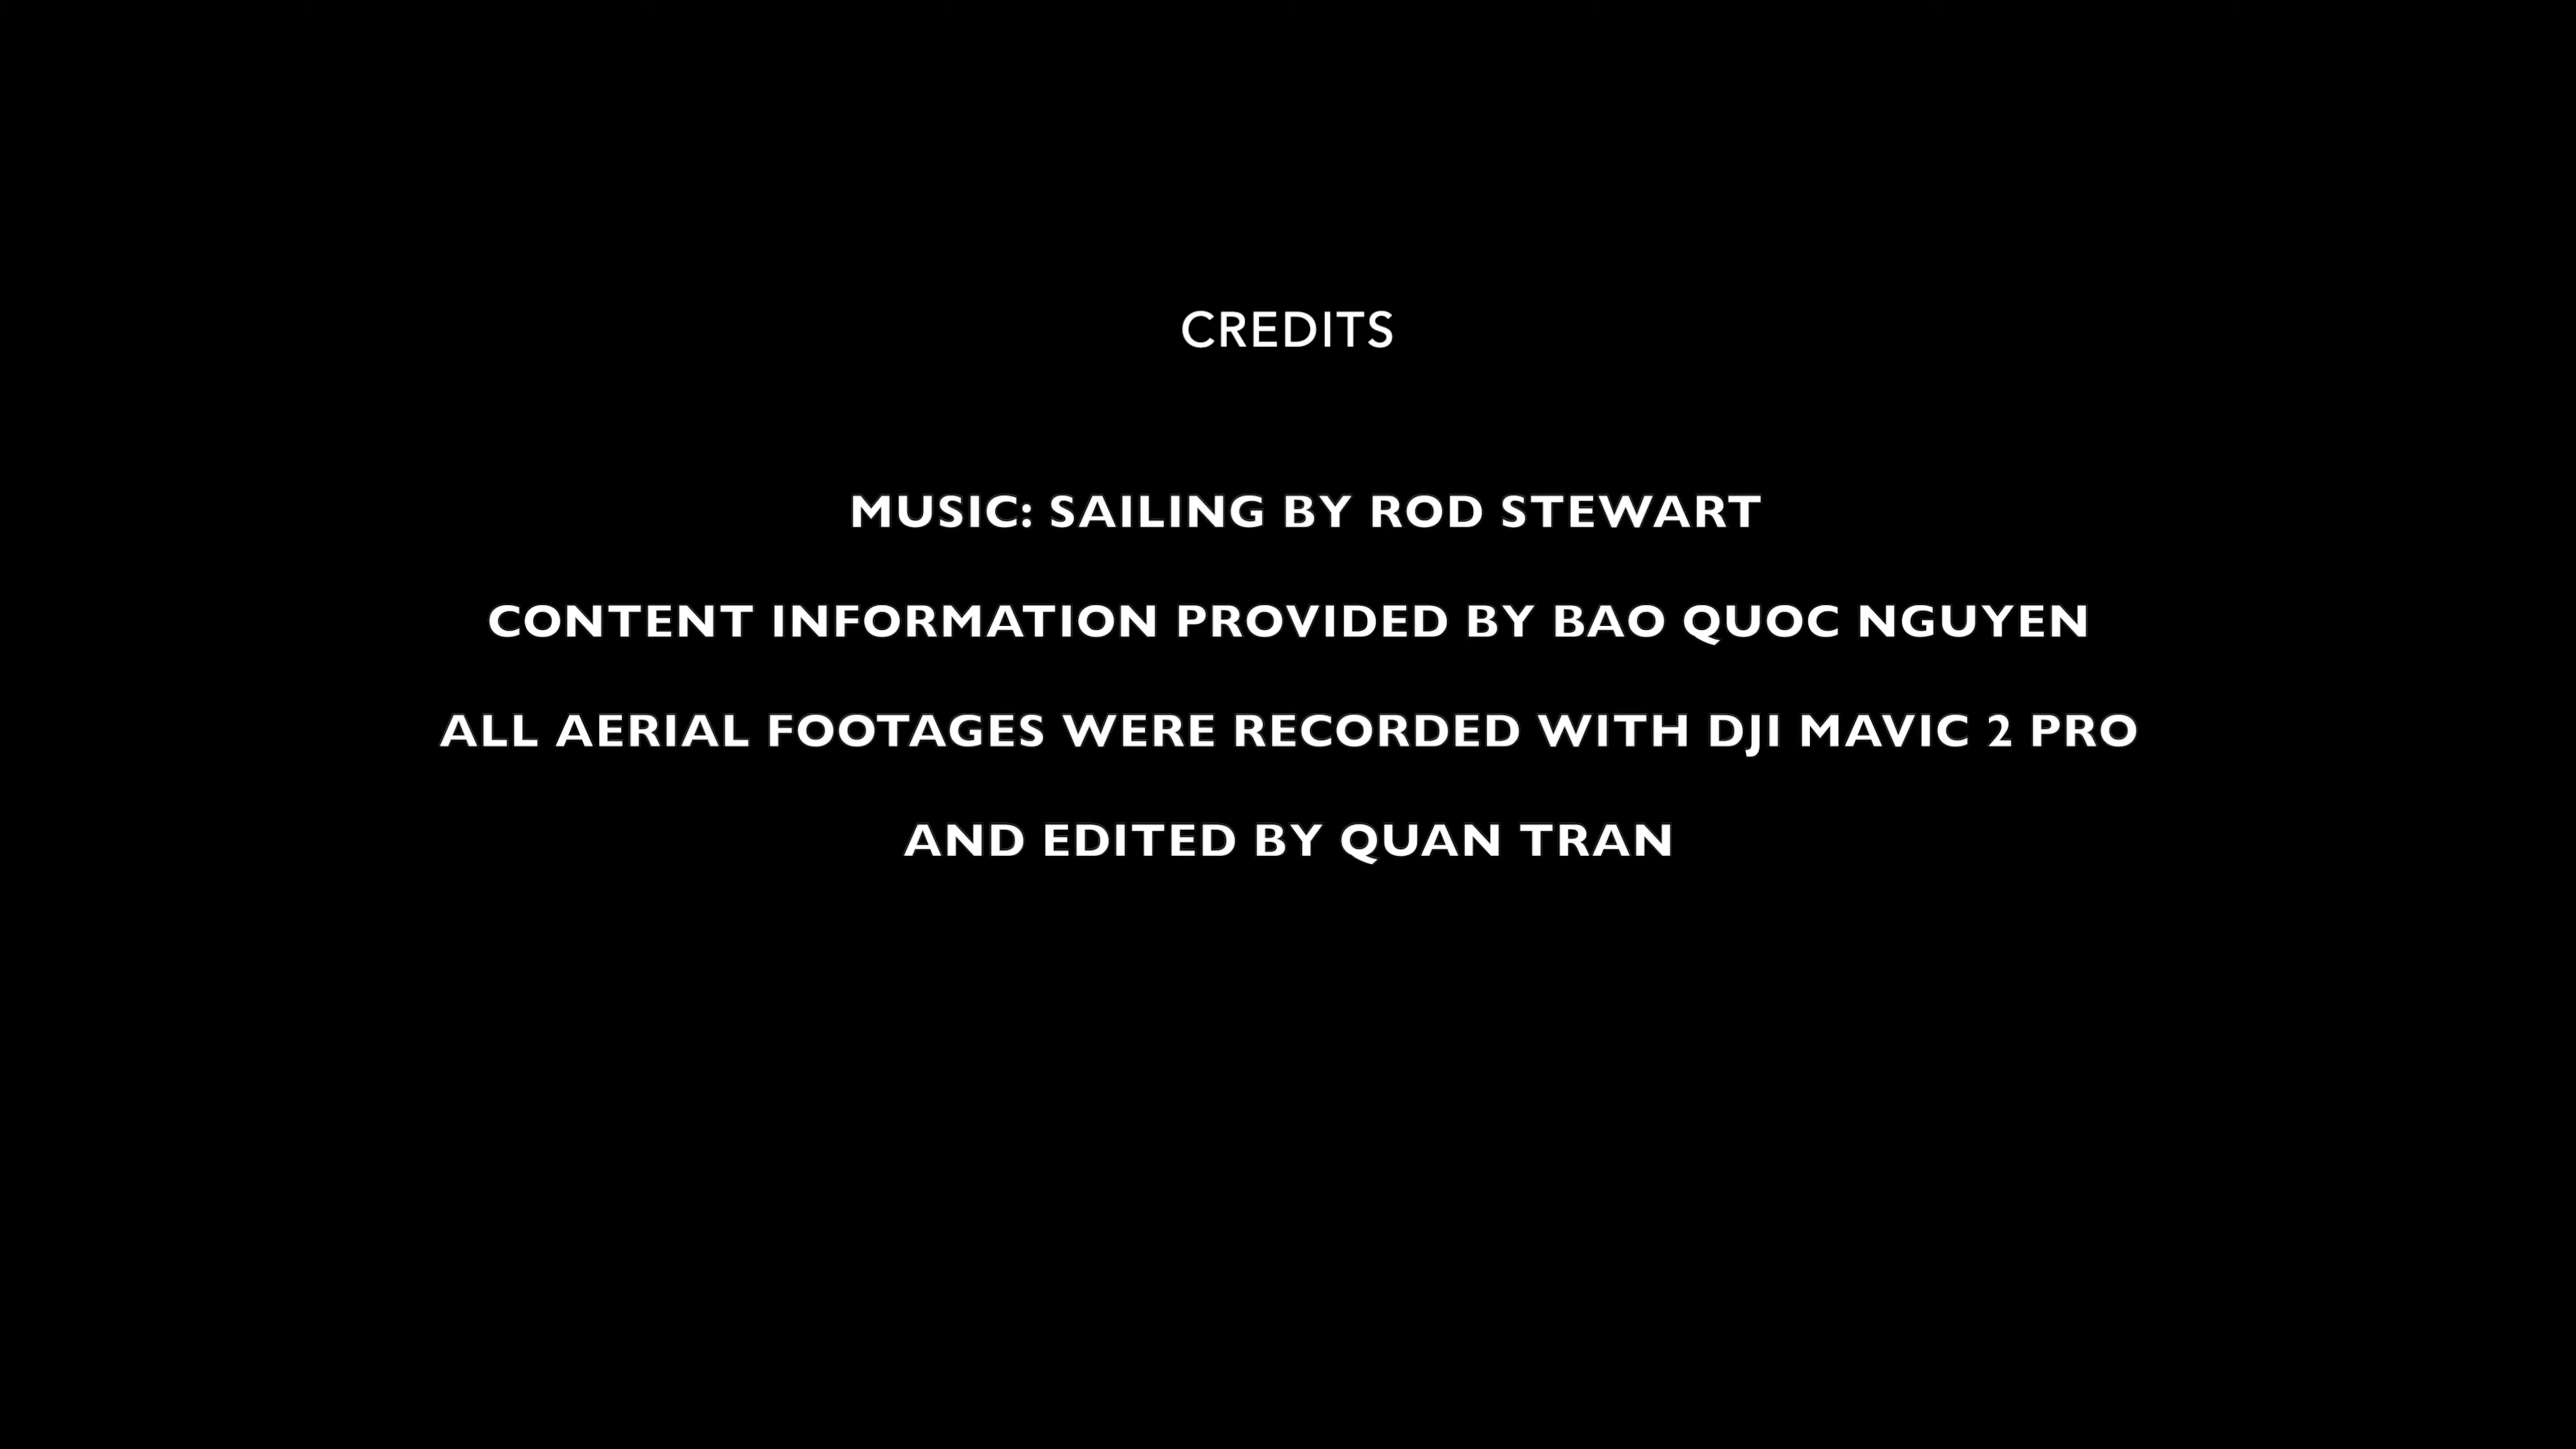 CREDITS
MUSIC: SAILING BY ROD STEWART
CONTENT INFORMATION PROVIDED BY BAO QUOC NGUYEN
ALL AERIAL FOOTAGES WERE RECORDED WITH DJI MAVIC 2 PRO
AND EDITED BY QUAN TRAN